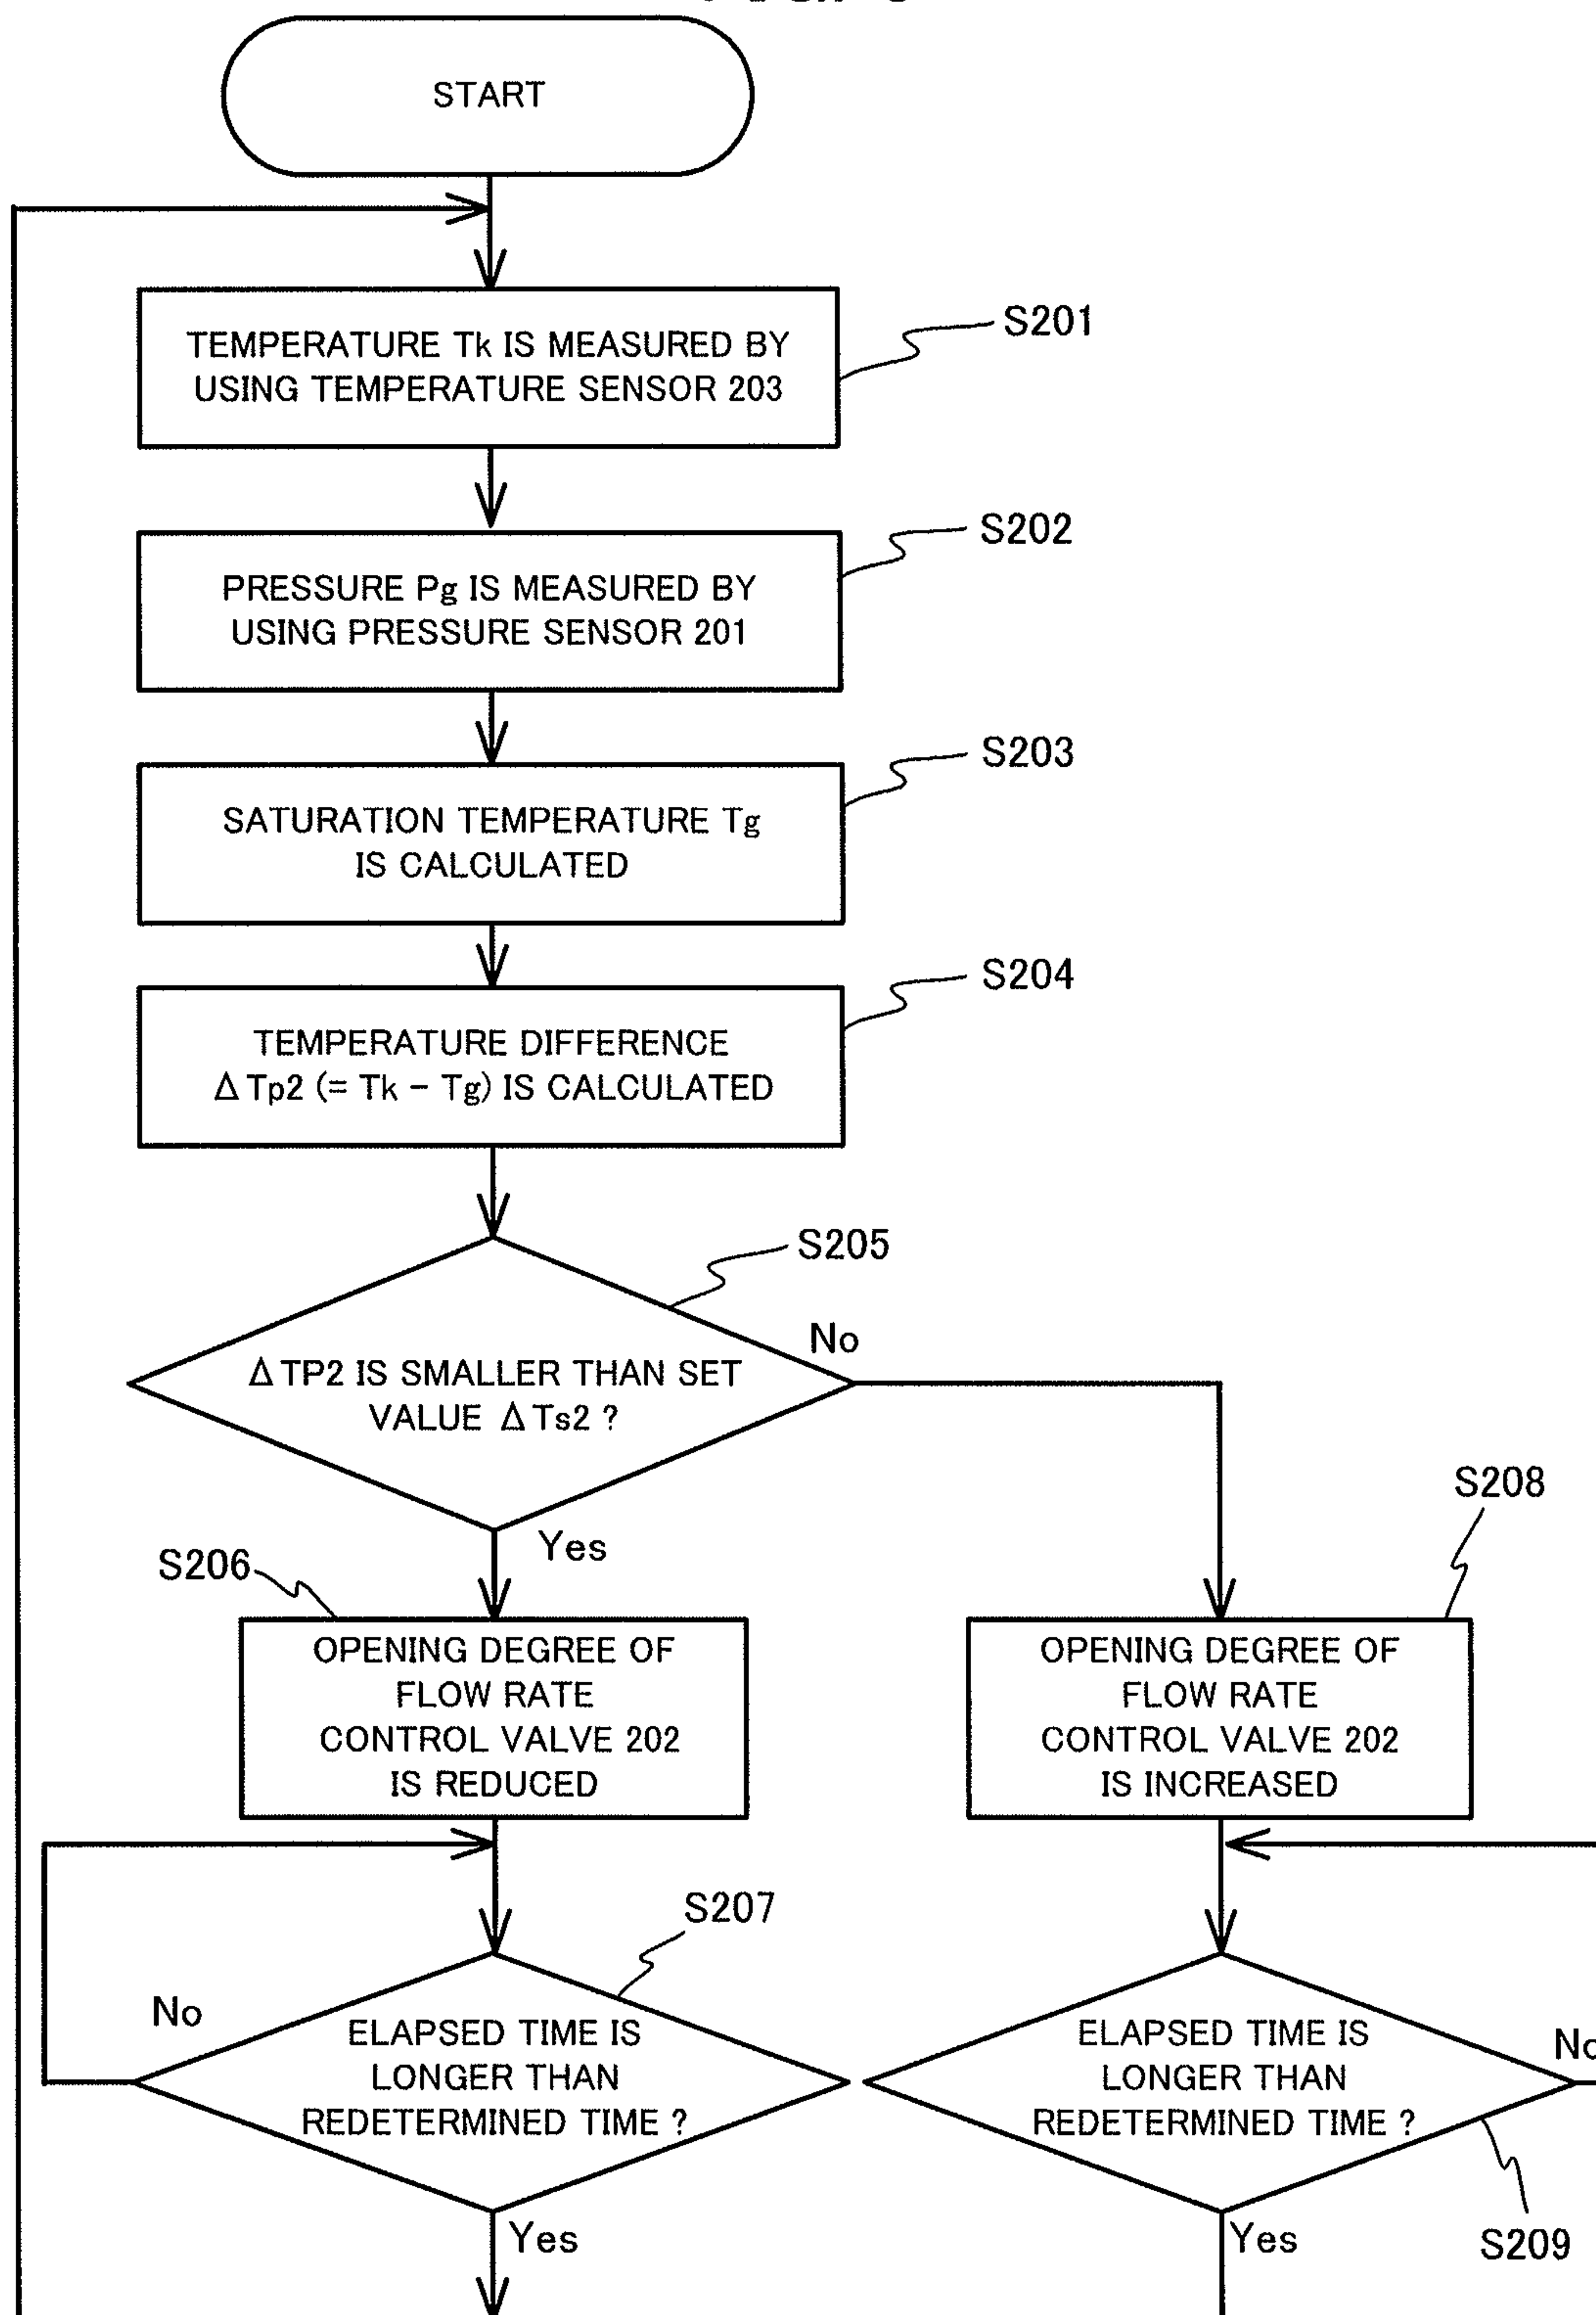 START
TEMPERATURE Tk IS MEASURED BY
USING TEMPERATURE SENSOR 203
S201
PRESSURE Pg IS MEASURED BY
USING PRESSURE SENSOR 201
S202
SATURATION TEMPERATURE Tg
IS CALCULATED
S203
TEMPERATURE DIFFERENCE
Δ Tp2 (= Tk − Tg) IS CALCULATED
S204
Δ TP2 IS SMALLER THAN SET
VALUE Δ Ts2 ?
S205
No
Yes
S206
OPENING DEGREE OF
FLOW RATE
CONTROL VALVE 202
IS REDUCED
S208
OPENING DEGREE OF
FLOW RATE
CONTROL VALVE 202
IS INCREASED
S207
No
ELAPSED TIME IS
LONGER THAN
REDETERMINED TIME ?
Yes
ELAPSED TIME IS
LONGER THAN
REDETERMINED TIME ?
No
Yes
S209